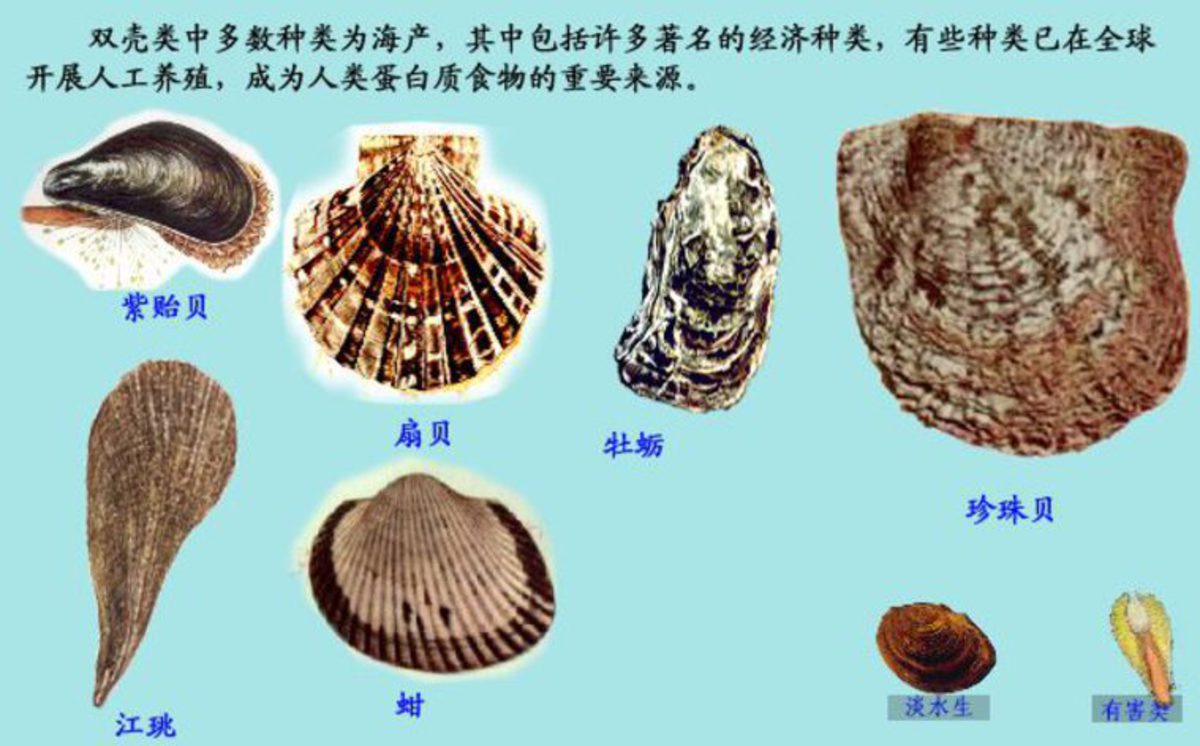 双壳类中多数种类为海产，其中包括许多著名的经济种类，有些种类已在全球
开展人工养殖，成为人类蛋白质食物的重要来源。
紫贻贝
扇贝
牡蛎
珍珠贝
江珧
蚶
淡水生
有害类